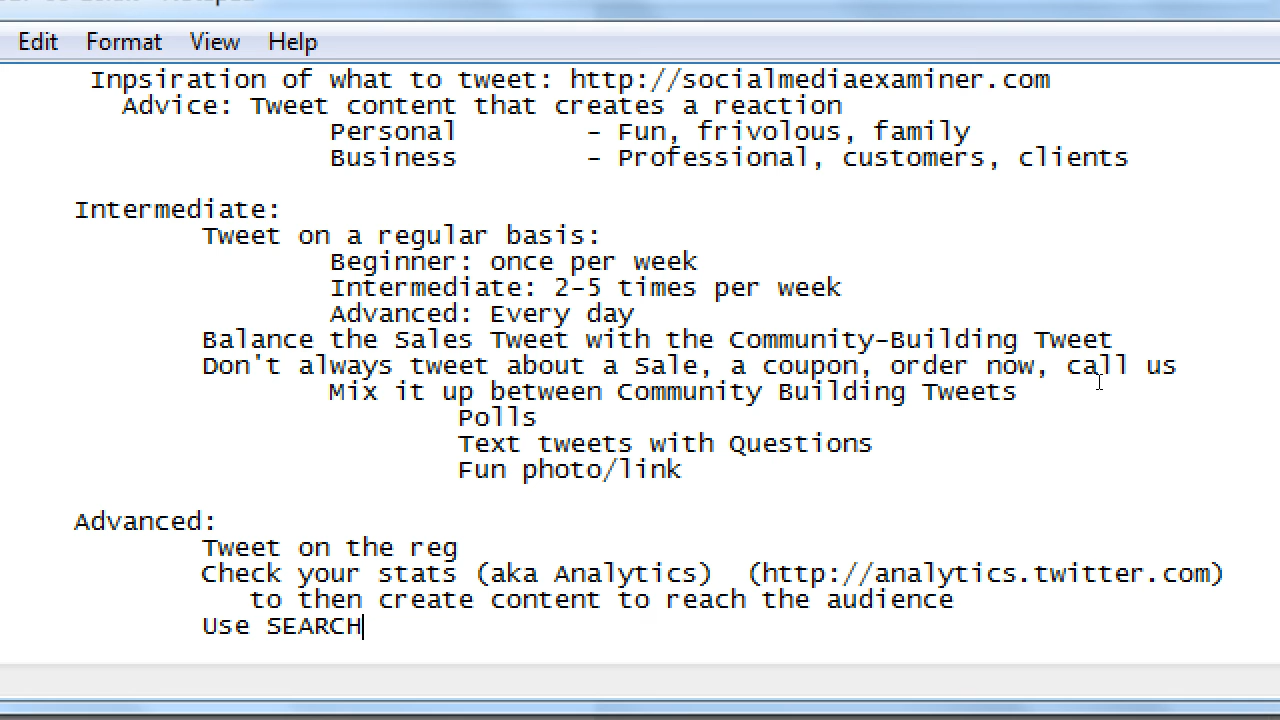 Edit Format View Help
Inpsiration of what to tweet: http://socialmediaexaminer.com
Advice: Tweet content that creates a reaction
Personal - Fun, frivolous, family
Business - Professional, customers, clients
Intermediate:
Tweet on a regular basis:
Beginner: once per week
Intermediate: 2-5 times per week
Advanced: Every day
Balance the Sales Tweet with the Community-Building Tweet
Don't always tweet about a Sale, a coupon, order now, call us
Mix it up between Community Building Tweets
Polls
Text tweets with Questions
Fun photo/link
Advanced:
Tweet on the reg
Check your stats (aka Analytics) (http://analytics.twitter.com)
to then create content to reach the audience
Use SEARCH